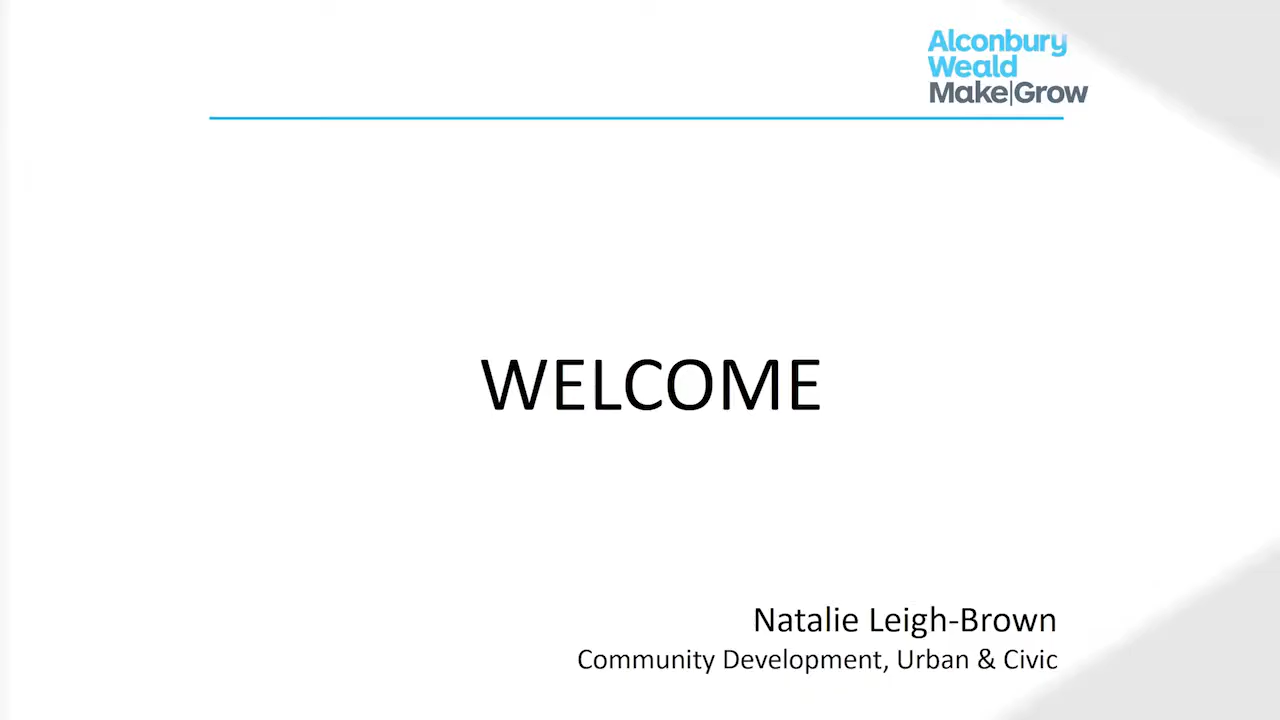 Alconbury
Weald
Make|Grow
WELCOME
Natalie Leigh-Brown
Community Development, Urban & Civic